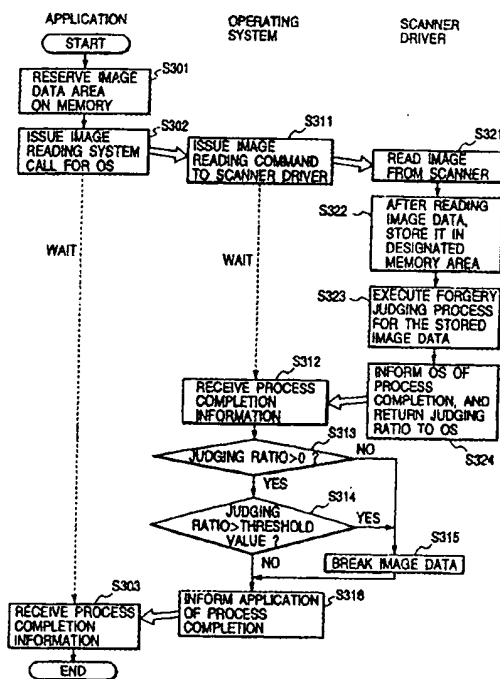 APPLICATION
OPERATING
SYSTEM
SCANNER
DRIVER
START
S301
RESERVE IMAGE
DATA AREA
ON MEMORY
S302
ISSUE IMAGE
READING SYSTEM
CALL FOR OS
S311
ISSUE IMAGE
READING COMMAND
TO SCANNER DRIVER
S321
READ IMAGE
FROM SCANNER
S322
AFTER READING
IMAGE DATA,
STORE IT IN
DESIGNATED
MEMORY AREA
WAIT
WAIT
S323
EXECUTE FORGERY
JUDGING PROCESS
FOR THE STORED
IMAGE DATA
S312
RECEIVE PROCESS
COMPLETION
INFORMATION
INFORM OS OF
PROCESS
COMPLETION, AND
RETURN JUDGING
RATIO TO OS
S324
S313
JUDGING RATIO>0 ?
NO
YES
S314
JUDGING
RATIO>THRESHOLD
VALUE ?
YES
S315
BREAK IMAGE DATA
NO
S303
RECEIVE PROCESS
COMPLETION
INFORMATION
INFORM APPLICATION
OF PROCESS
COMPLETION
S316
END